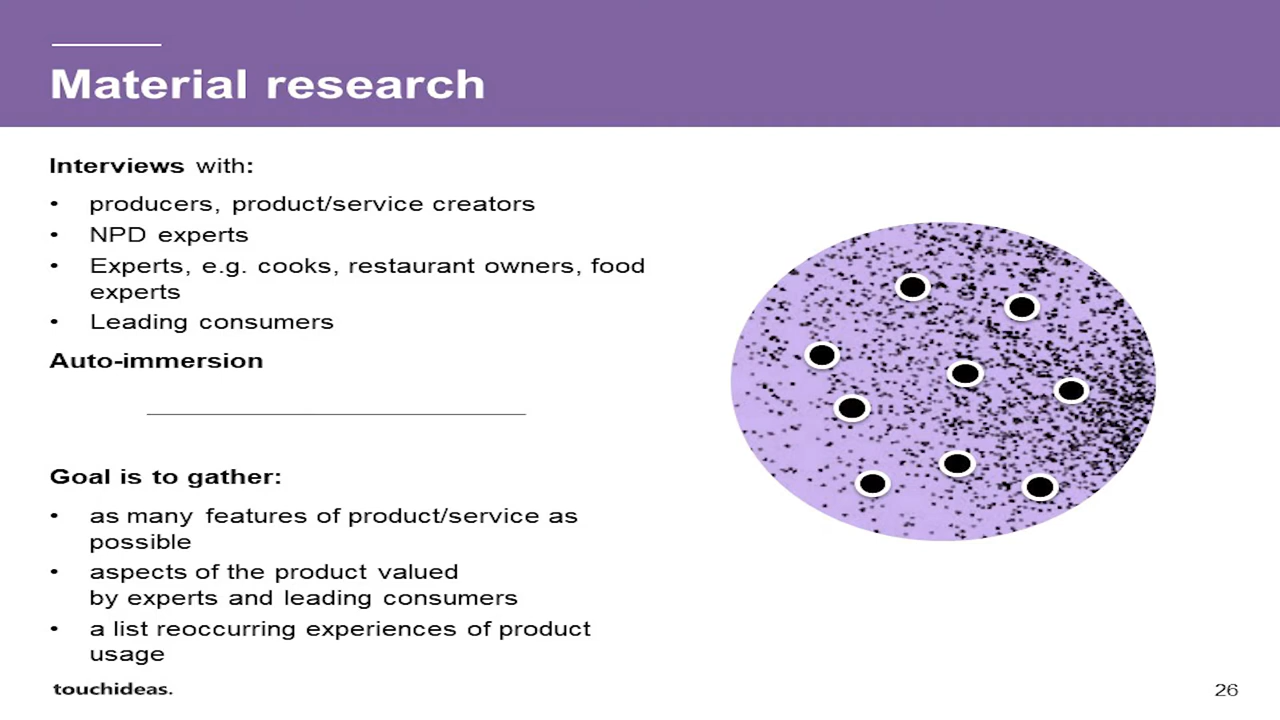 Material research
Interviews with:
• producers, product/service creators
• NPD experts
• Experts, e.g. cooks, restaurant owners, food
experts
• Leading consumers
Auto-immersion
Goal is to gather:
• as many features of product/service as
possible
• aspects of the product valued
by experts and leading consumers
• a list reoccurring experiences of product
usage
touchideas.
26